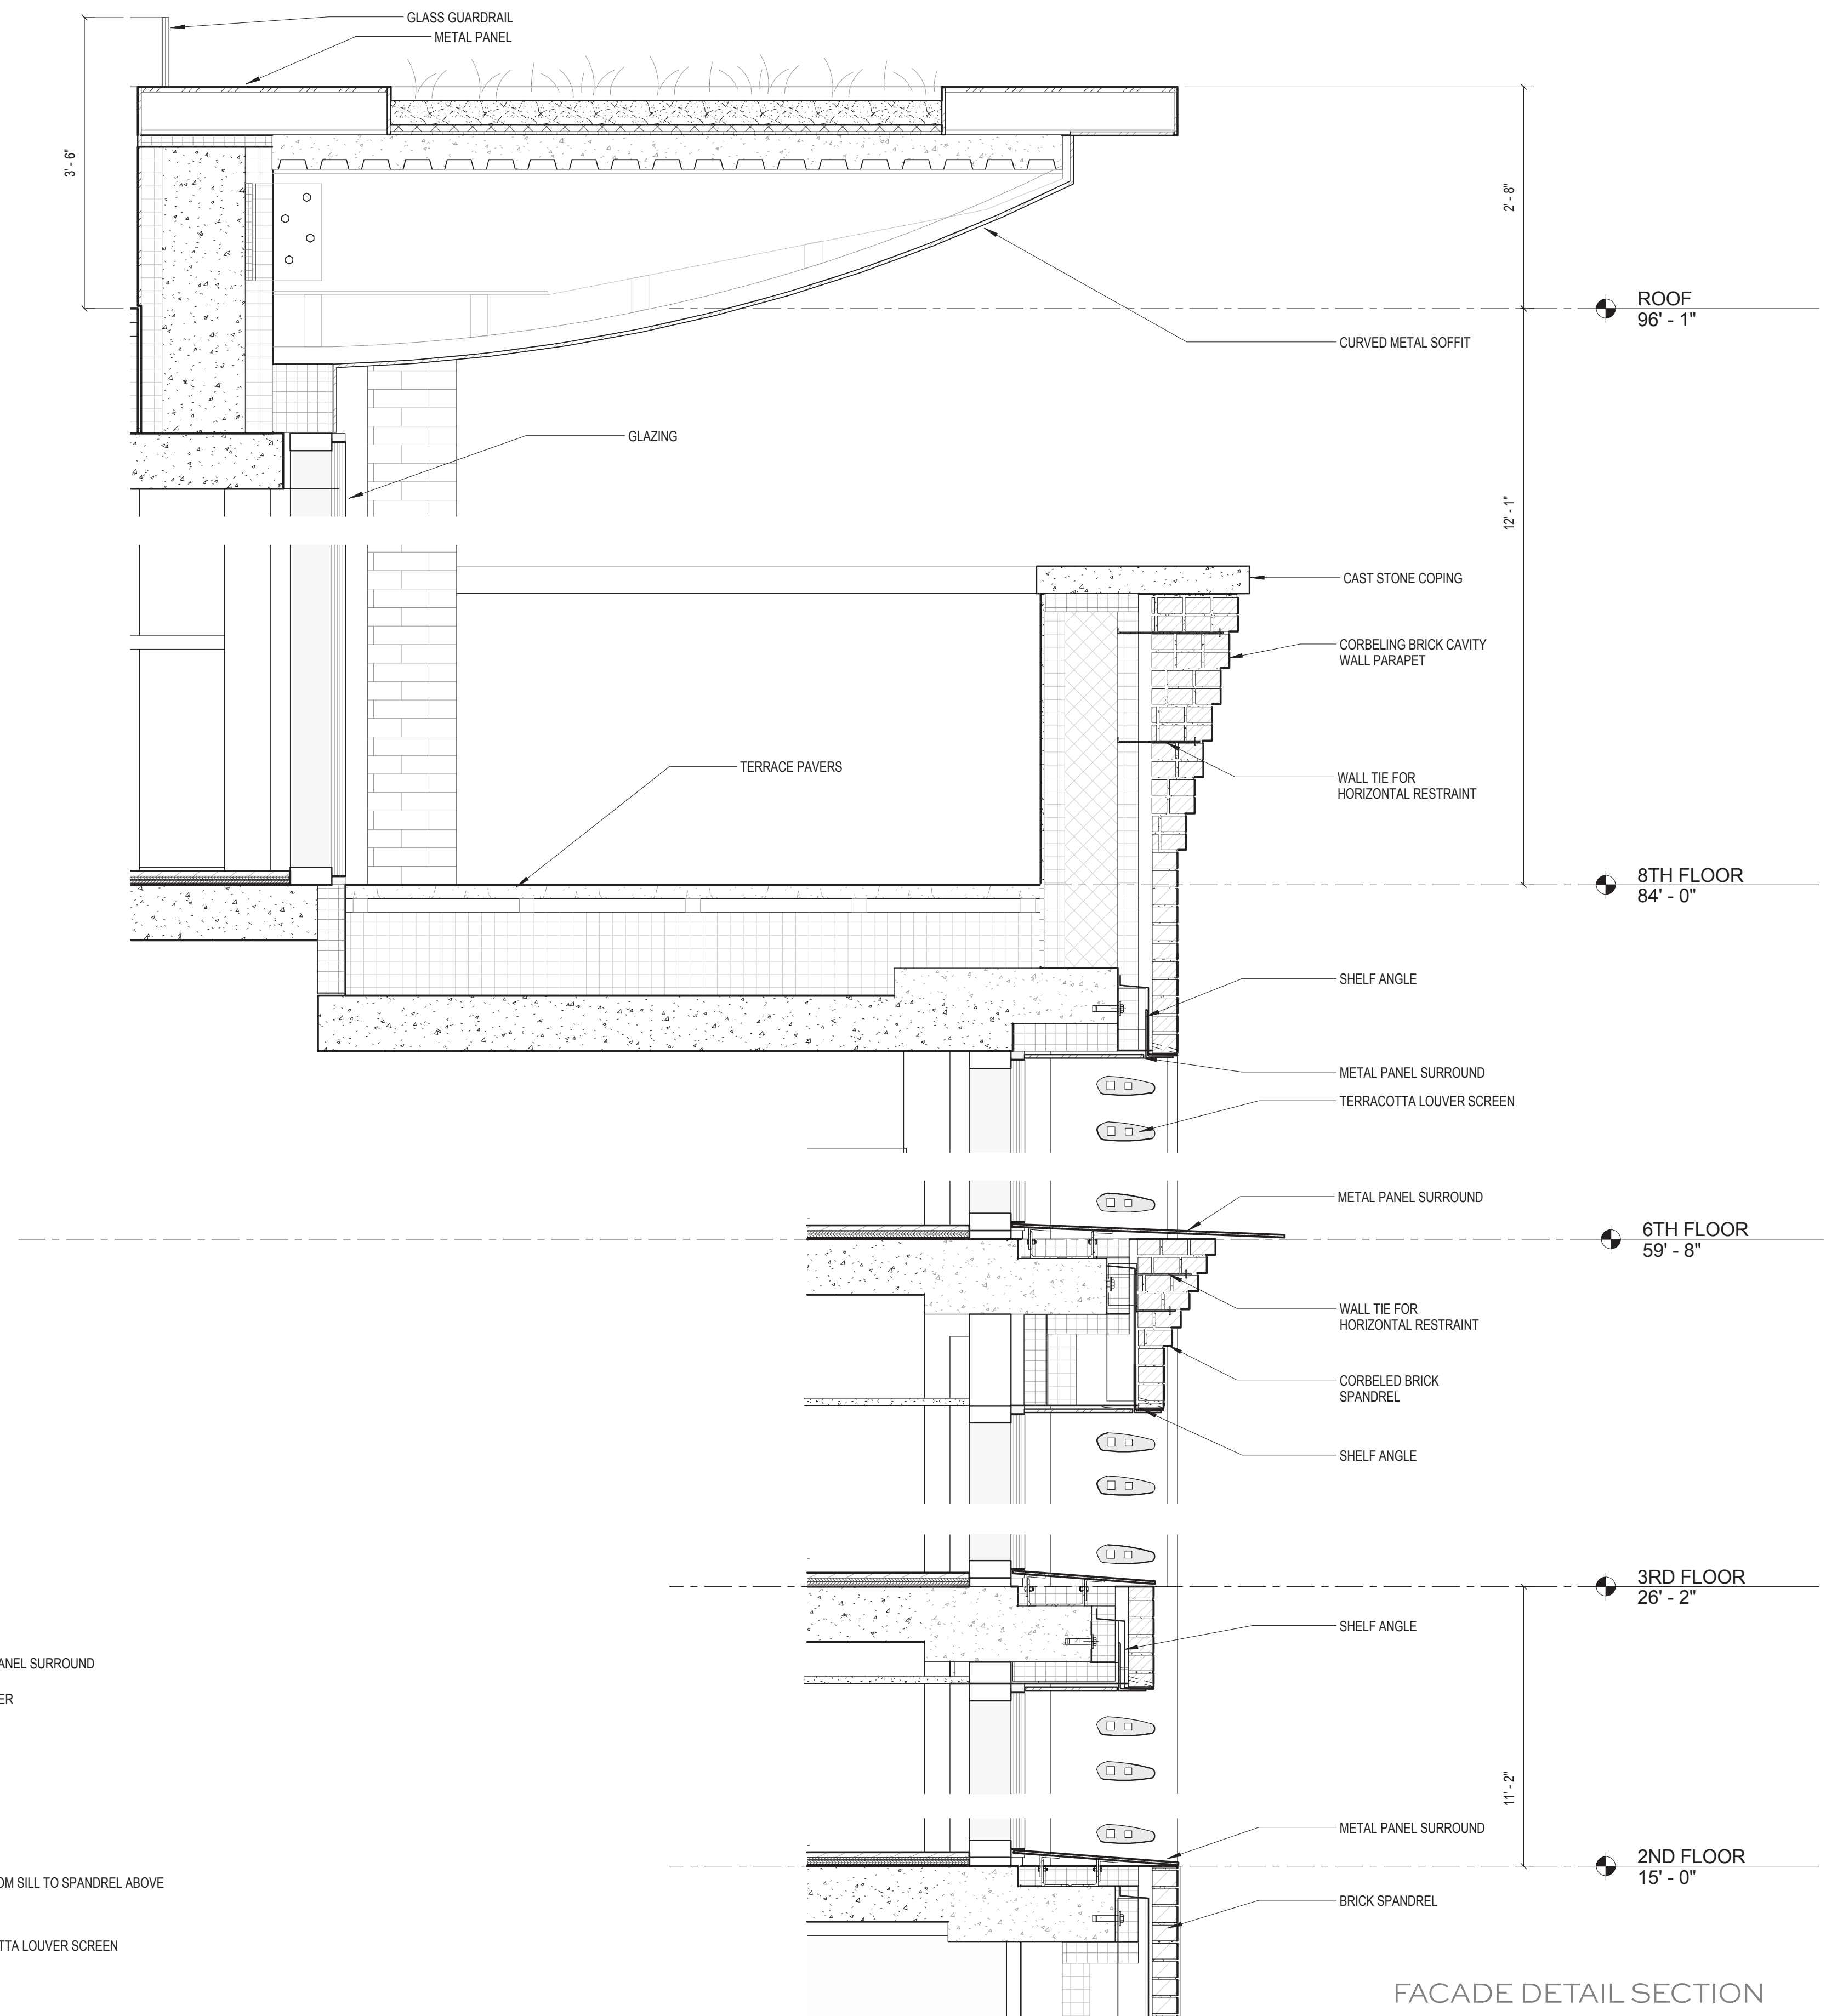 GLASS GUARDRAIL
METAL PANEL
3' - 6"
2' - 8"
ROOF
96' - 1"
CURVED METAL SOFFIT
GLAZING
12' - 1"
CAST STONE COPING
CORBELING BRICK CAVITY
WALL PARAPET
TERRACE PAVERS
WALL TIE FOR
HORIZONTAL RESTRAINT
8TH FLOOR
84' - 0"
SHELF ANGLE
METAL PANEL SURROUND
TERRACOTTA LOUVER SCREEN
METAL PANEL SURROUND
6TH FLOOR
59' - 8"
WALL TIE FOR
HORIZONTAL RESTRAINT
CORBELED BRICK
SPANDREL
SHELF ANGLE
3RD FLOOR
26' - 2"
SHELF ANGLE
ANEL SURROUND
ER
11' - 2"
METAL PANEL SURROUND
2ND FLOOR
15' - 0"
OM SILL TO SPANDREL ABOVE
BRICK SPANDREL
TTA LOUVER SCREEN
FACADE DETAIL SECTION